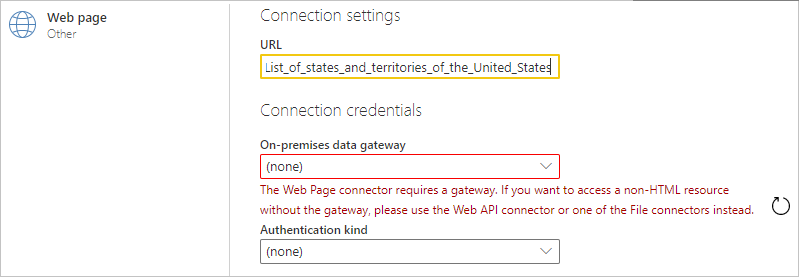 Web page
Other
Connection settings
URL
List_of_states_and_territories_of_the_United_States
Connection credentials
On-premises data gateway
(none)
The Web Page connector requires a gateway. If you want to access a non-HTML resource
without the gateway, please use the Web API connector or one of the File connectors instead.
Authentication kind
(none)